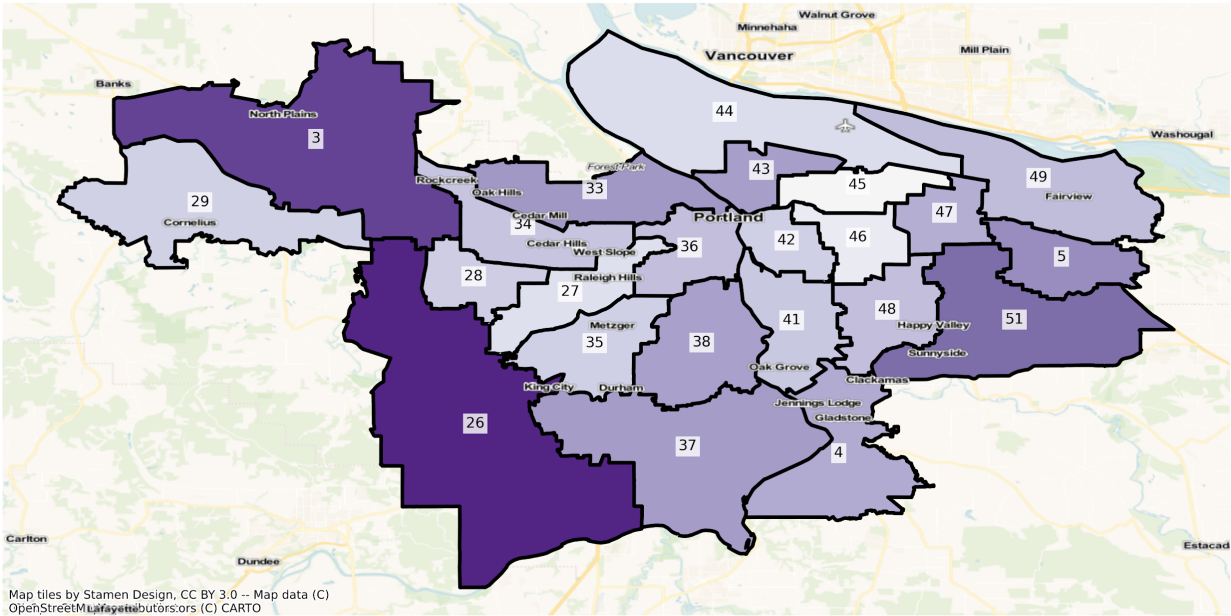 Walnut Grove
Minnehaha
Vancouver
Mill Plain
Banks
North Plains
44
Washougal
3
Forest Park
43
49
Rockcreek
33
45
Fairview
Oak Hills
29
Cornelius
Cedar Mill
34
Portland
47
Cedar Hills
36
42
46
West Slope
5
28
Raleigh Hills
27
Metzger
35
38
41
48
Happy Valley
51
Sunnyside
Oak Grove
Clackamas
King City
Durham
Jennings Lodge
Gladstone
26
37
4
Carlton
Dundee
Estacad
Map tiles by Stamen Design, CC BY 3.0 -- Map data (C)
Lafayette
(C) CARTO